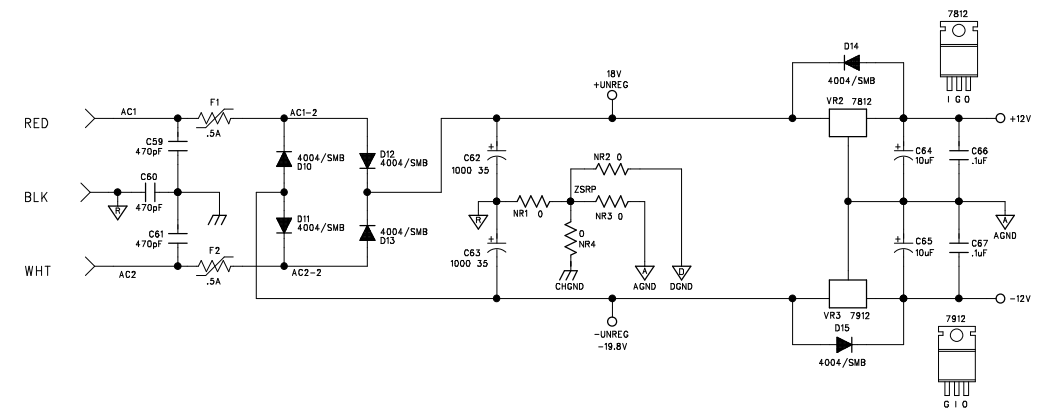 7812
I G O
D14
4004/SMB
18V
+UNREG
VR2 7812
+12V
RED
AC1
F1
.5A
AC1-2
C59
470pF
4004/SMB
D10
D12
4004/SMB
+
C62
1000 35
NR2 0
+
C64
10uF
C66
.1uF
BLK
C60
470pF
R
R
NR1 0
ZSRP
NR3 0
A
AGND
D11
4004/SMB
4004/SMB
D13
C61
470pF
F2
.5A
WHT
AC2
AC2-2
+
C63
1000 35
0
NR4
CHGND
A
AGND
D
DGND
+
C65
10uF
C67
.1uF
VR3 7912
-12V
-UNREG
-19.8V
D15
4004/SMB
7912
G I O